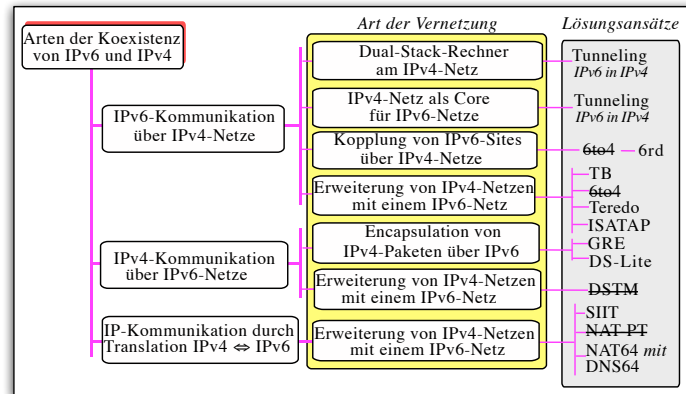 Art der Vernetzung
Lösungsansätze
Arten der Koexistenz
von IPv6 und IPv4
Dual-Stack-Rechner
am IPv4-Netz
Tunneling
IPv6 in IPv4
IPv6-Kommunikation
über IPv4-Netze
IPv4-Netz als Core
für IPv6-Netze
Tunneling
IPv6 in IPv4
Kopplung von IPv6-Sites
über IPv4-Netze
6to4 6rd
Erweiterung von IPv4-Netzen
mit einem IPv6-Netz
TB
6to4
Teredo
ISATAP
IPv4-Kommunikation
über IPv6-Netze
Encapsulation von
IPv4-Paketen über IPv6
GRE
DS-Lite
Erweiterung von IPv4-Netzen
mit einem IPv6-Netz
DSTM
IP-Kommunikation durch
Translation IPv4 ⇔ IPv6
Erweiterung von IPv4-Netzen
mit einem IPv6-Netz
SIIT
NAT-PT
NAT64 mit
DNS64